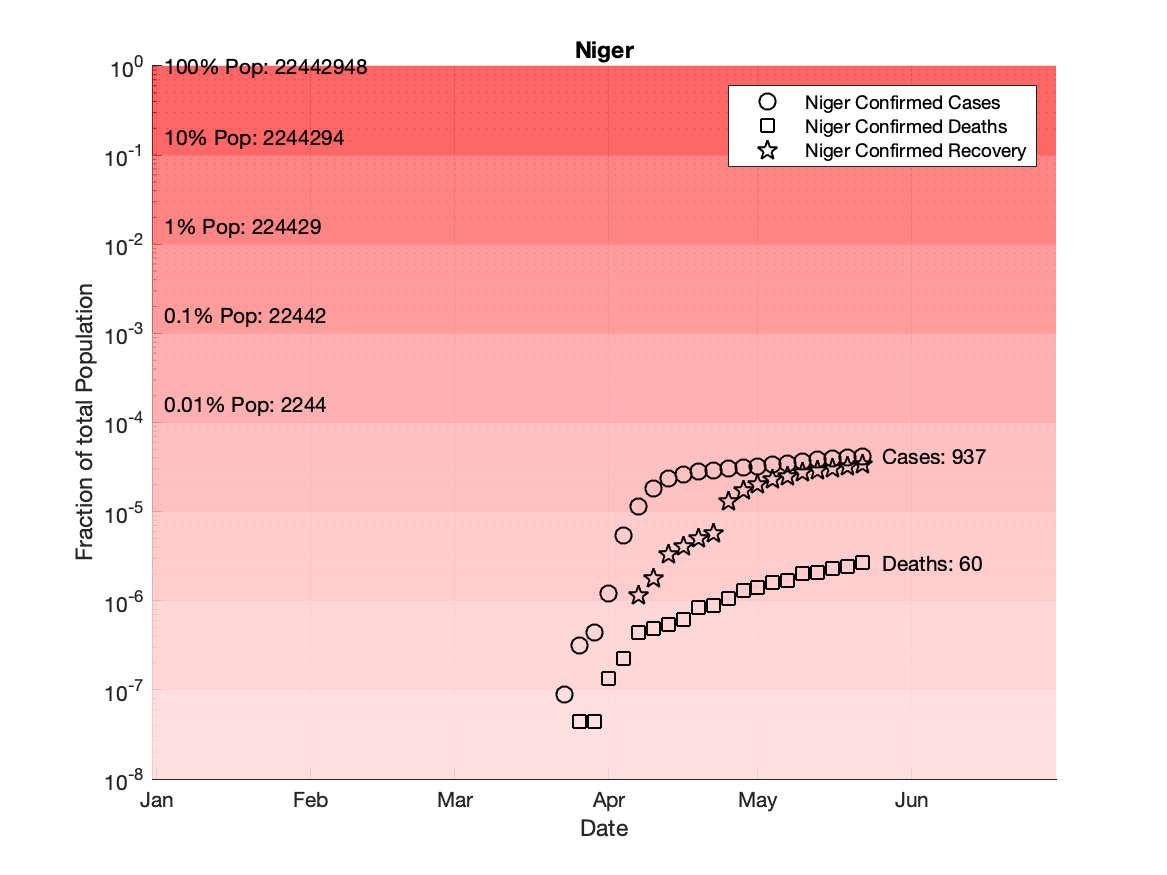 Niger
10^0
10^-1
10^-2
10^-3
10^-4
10^-5
10^-6
10^-7
10^-8
Fraction of total Population
100% Pop: 22442948
10% Pop: 2244294
1% Pop: 224429
0.1% Pop: 22442
0.01% Pop: 2244
Niger Confirmed Cases
Niger Confirmed Deaths
Niger Confirmed Recovery
Cases: 937
Deaths: 60
Jan Feb Mar Apr May Jun
Date